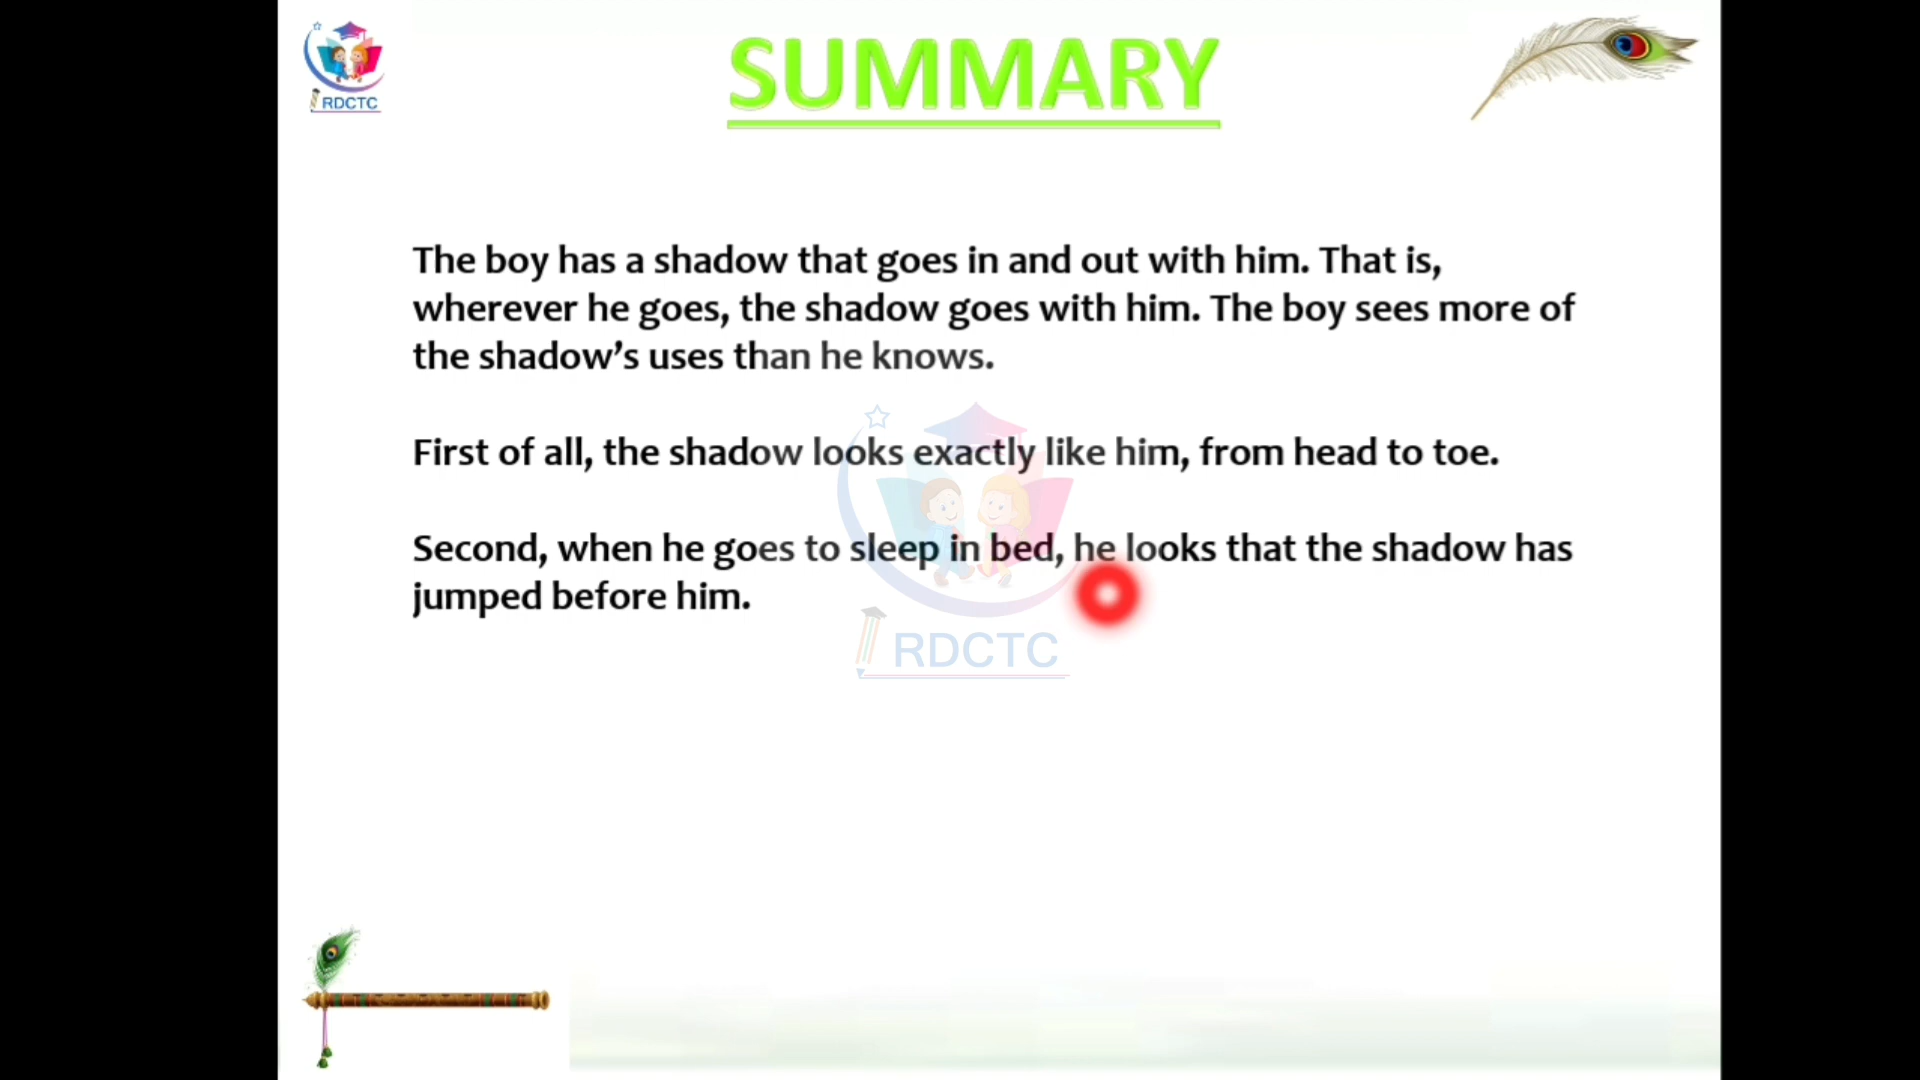 RDCTC
SUMMARY
The boy has a shadow that goes in and out with him. That is,
wherever he goes, the shadow goes with him. The boy sees more of
the shadow’s uses than he knows.
First of all, the shadow looks exactly like him, from head to toe.
Second, when he goes to sleep in bed, he looks that the shadow has
jumped before him.
RDCTC